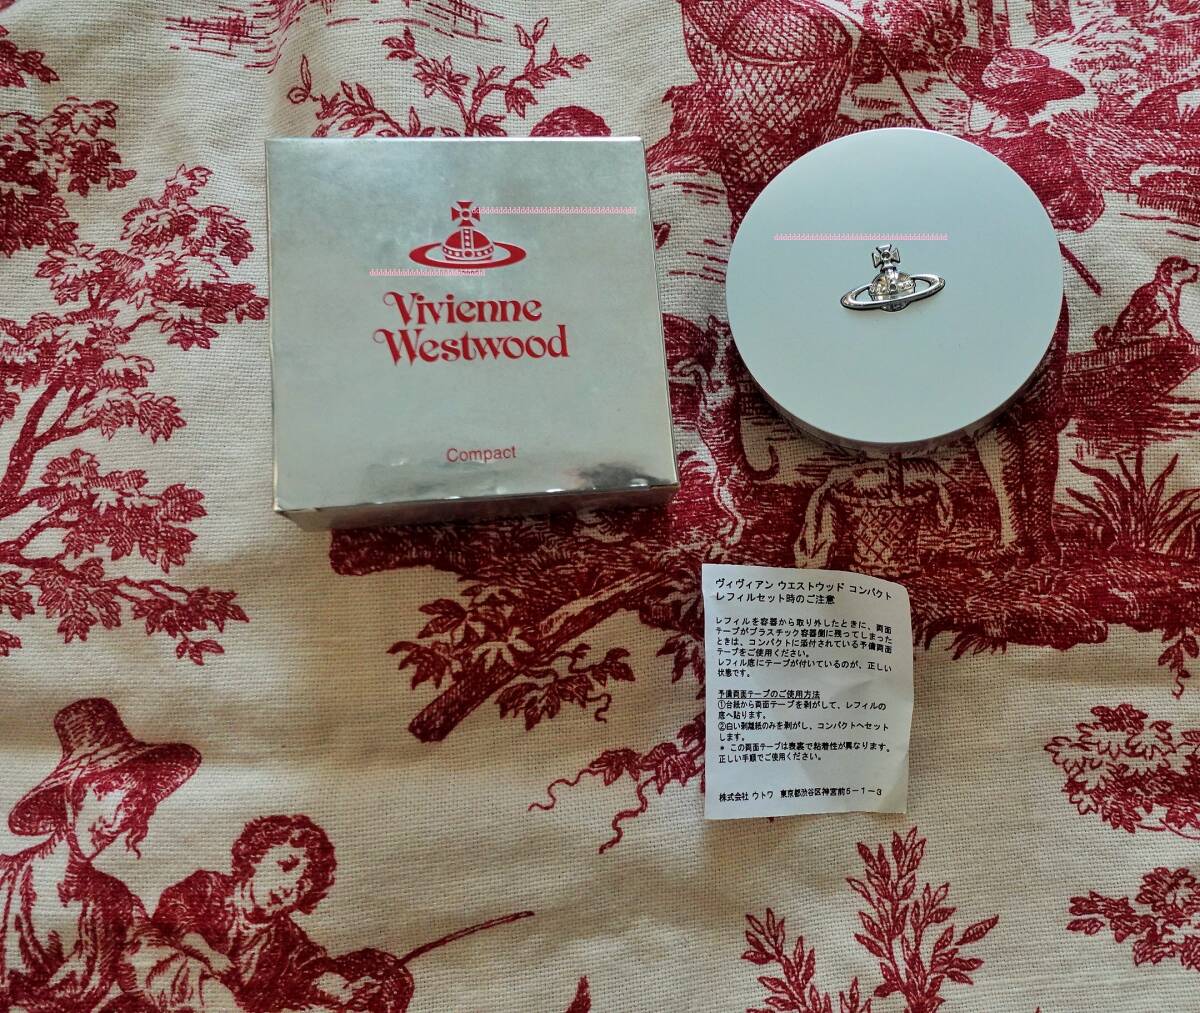 Vivienne
Westwood
Compact
ヴィヴィアン ウエストウッド コンパクト
レフィルセット時のご注意
レフィルを容器から取り外したときに、両面
テープがプラスチック容器側に残ってしまった
ときは、コンパクトに添付されている予備両面
テープをご使用ください。
レフィル底にテープが付いているのが、正しい
状態です。
予備両面テープのご使用方法
①台紙から両面テープを剥がして、レフィルの
底へ貼ります。
②白い剥離紙のみを剥がし、コンパクトへセット
します。
* この両面テープは表裏で粘着性が異なります。
正しい手順でご使用ください。
株式会社 ウトワ 東京都渋谷区神宮前5-1-3